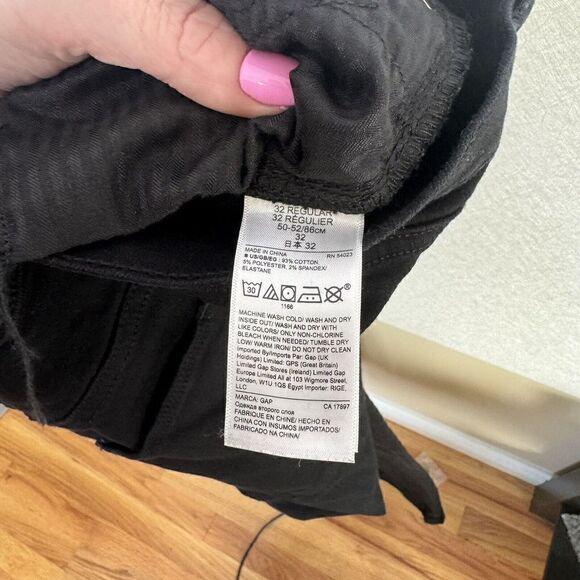 32 REGULAR
32 RÉGULIER
50-52/86CM
32
日本 32
MADE IN CHINA RN 54023
■ US/GB/EG : 93% COTTON,
5% POLYESTER, 2% SPANDEX/
ELASTANE
30
1166
MACHINE WASH COLD/ WASH AND DRY
INSIDE OUT/ WASH AND DRY WITH
LIKE COLORS/ ONLY NON-CHLORINE
BLEACH WHEN NEEDED/ TUMBLE DRY
LOW/ WARM IRON/ DO NOT DRY CLEAN
Imported By/Importe Par: Gap (UK
Holdings) Limited: GPS (Great Britain)
Limited Gap Stores (Ireland) Limited Gap
Europe Limited All at 103 Wigmore Street,
London, W1U 1QS Egypt Importer: RIGE,
LLC
MARCA: GAP CA 17897
Одежда второго слоя
FABRIQUE EN CHINE/ HECHO EN
CHINA CON INSUMOS IMPORTADOS/
FABRICADO NA CHINA/